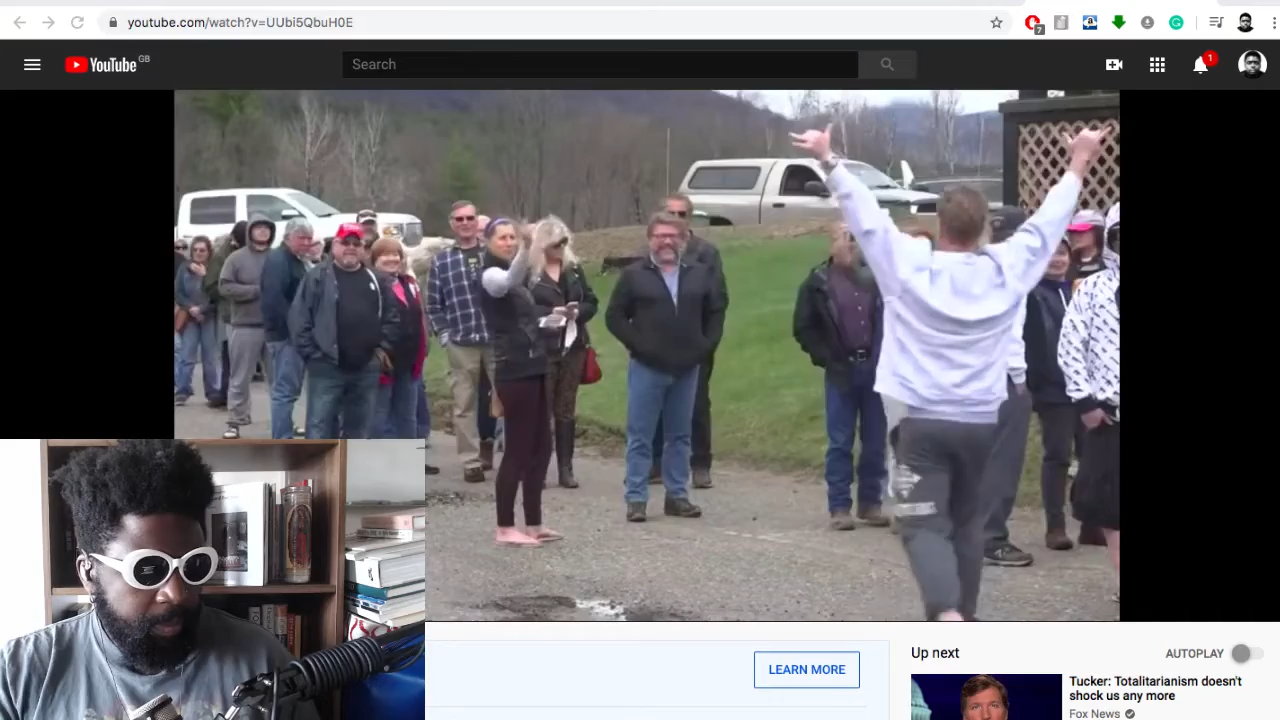 youtube.com/watch?v=UUbi5QbuH0E
7
YouTube GB
Search
1
LEARN MORE
Up next
AUTOPLAY
Tucker: Totalitarianism doesn't
shock us any more
Fox News